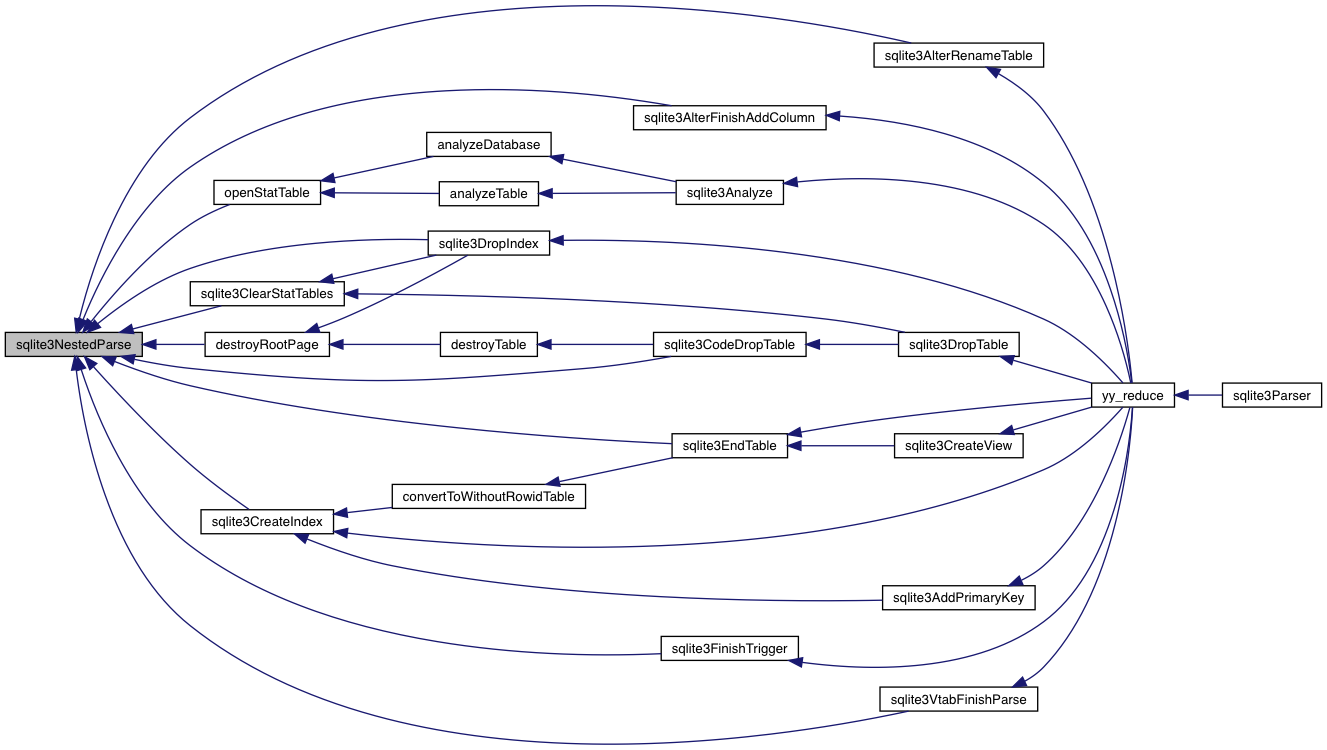 sqlite3AlterRenameTable
sqlite3AlterFinishAddColumn
analyzeDatabase
openStatTable
analyzeTable
sqlite3Analyze
sqlite3DropIndex
sqlite3ClearStatTables
sqlite3NestedParse
destroyRootPage
destroyTable
sqlite3CodeDropTable
sqlite3DropTable
yy_reduce
sqlite3Parser
sqlite3EndTable
sqlite3CreateView
convertToWithoutRowidTable
sqlite3CreateIndex
sqlite3AddPrimaryKey
sqlite3FinishTrigger
sqlite3VtabFinishParse